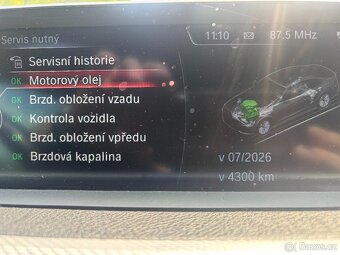 Servis nutný
11:10
87.5 MHz
Servisní historie
OK Motorový olej
OK Brzd. obložení vzadu
OK Kontrola vozidla
OK Brzd. obložení vpředu
OK Brzdová kapalina
v 07/2026
v 4300 km
Bazos.cz